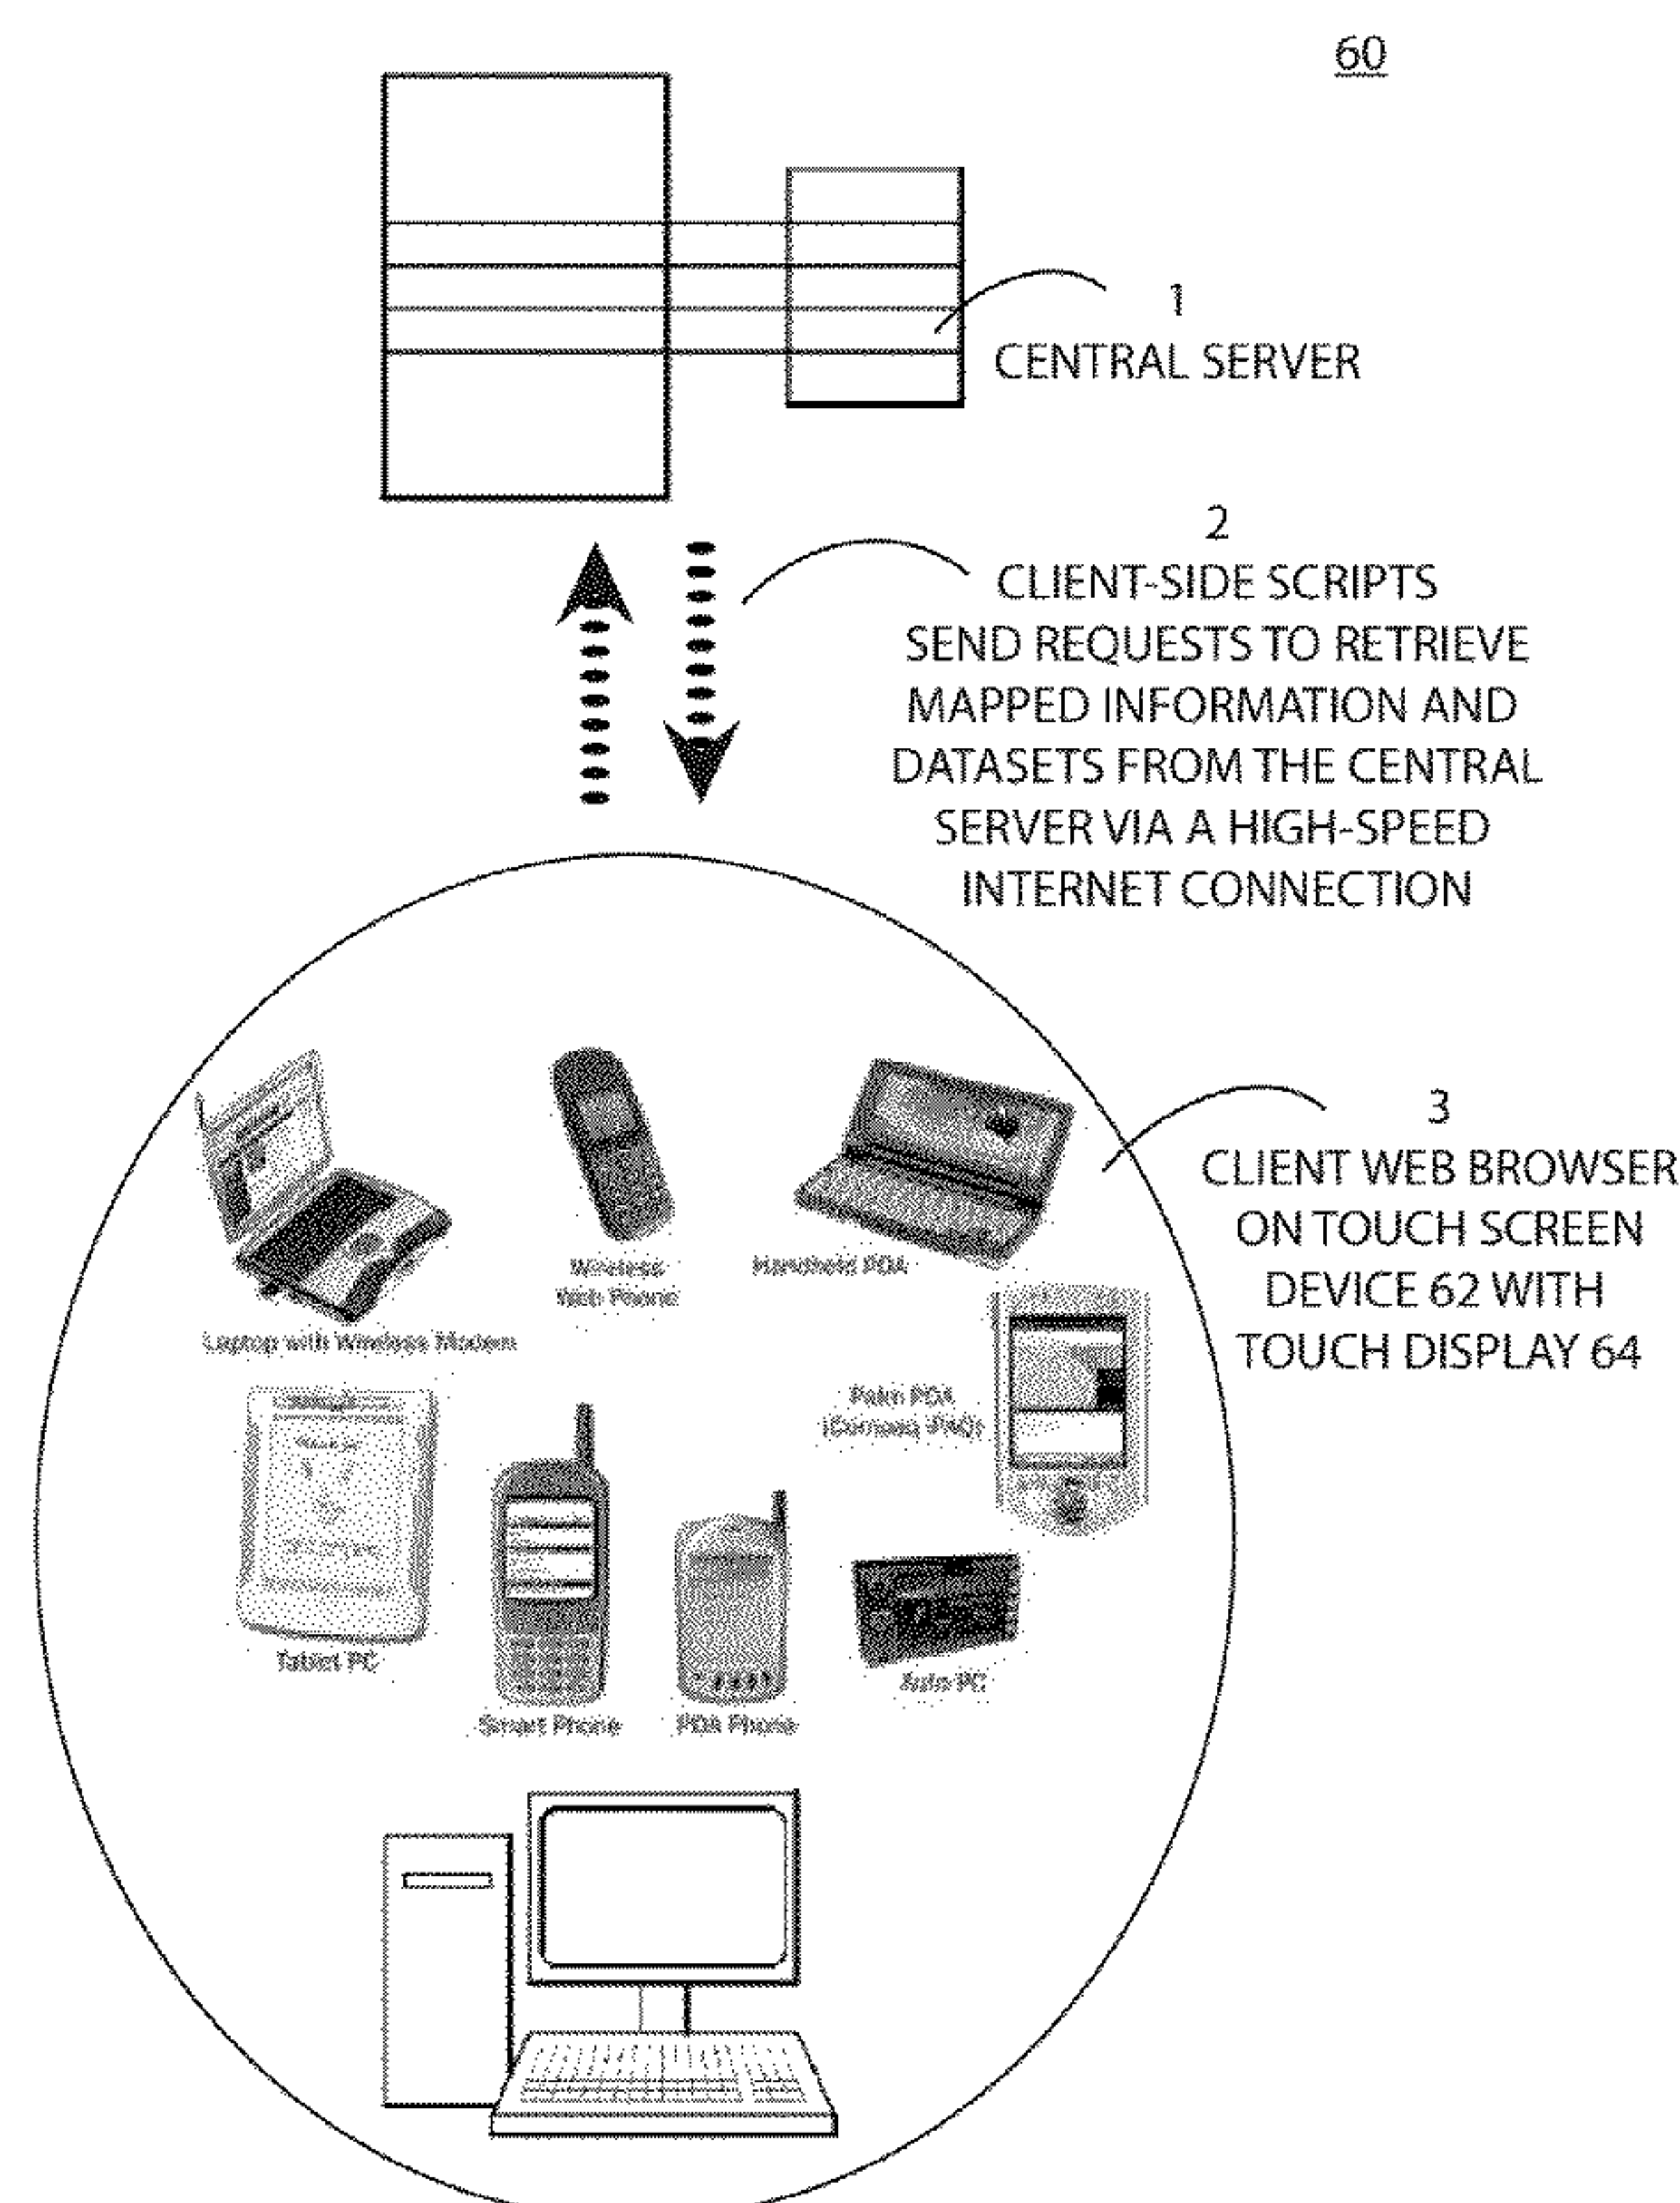 60
1
CENTRAL SERVER
2
CLIENT-SIDE SCRIPTS
SEND REQUESTS TO RETRIEVE
MAPPED INFORMATION AND
DATASETS FROM THE CENTRAL
SERVER VIA A HIGH-SPEED
INTERNET CONNECTION
3
CLIENT WEB BROWSER
ON TOUCH SCREEN
DEVICE 62 WITH
TOUCH DISPLAY 64
Wireless
Web Phone
Handheld PDA
Laptop with Wireless Modem
Palm PDA
(Compaq iPAQ)
Tablet PC
Smart Phone
PDA Phone
Auto PC